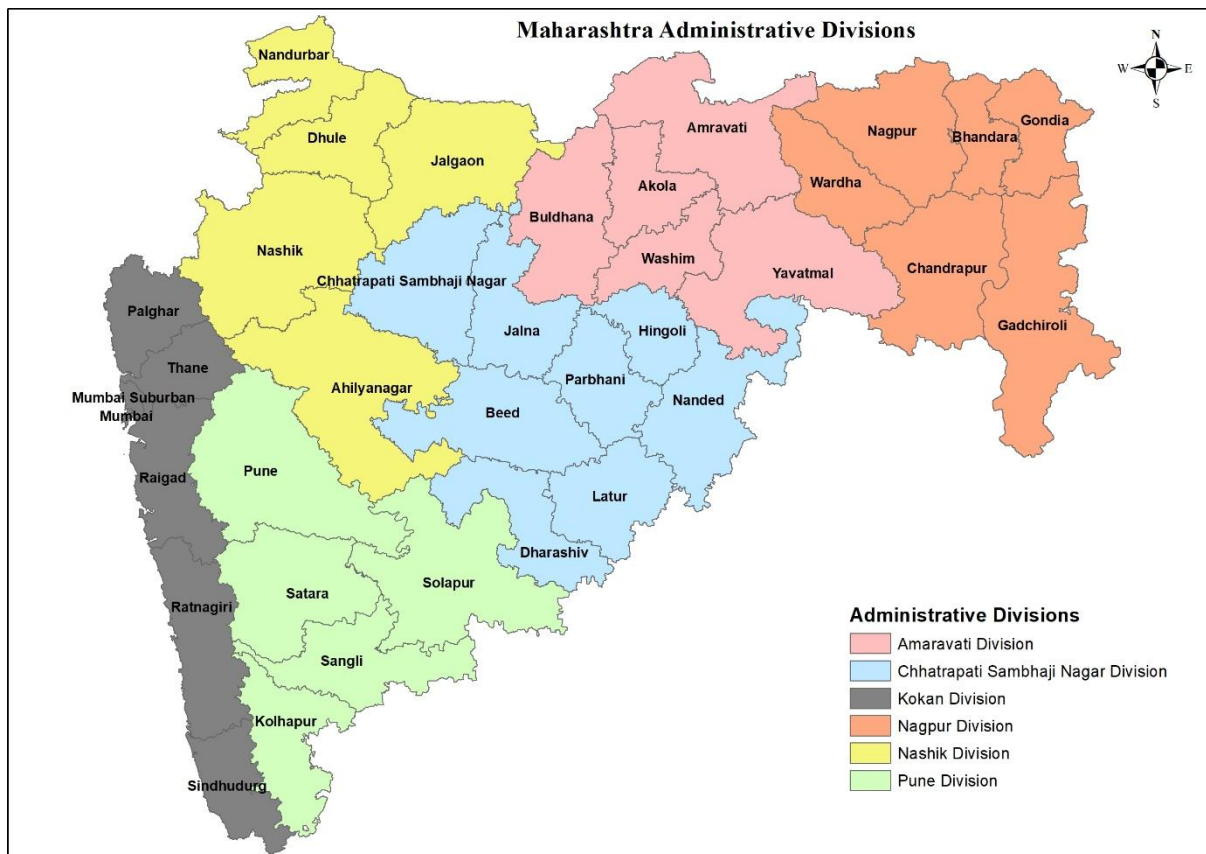 Maharashtra Administrative Divisions
N
W E
S
Nandurbar
Dhule
Jalgaon
Nashik
Amravati
Akola
Buldhana
Washim
Yavatmal
Nagpur
Bhandara
Gondia
Wardha
Chandrapur
Gadchiroli
Chhatrapati Sambhaji Nagar
Jalna
Hingoli
Parbhani
Nanded
Beed
Latur
Dharashiv
Palghar
Thane
Mumbai Suburban
Mumbai
Raigad
Ratnagiri
Sindhudurg
Ahilyanagar
Pune
Satara
Solapur
Sangli
Kolhapur
Administrative Divisions
Amaravati Division
Chhatrapati Sambhaji Nagar Division
Kokan Division
Nagpur Division
Nashik Division
Pune Division